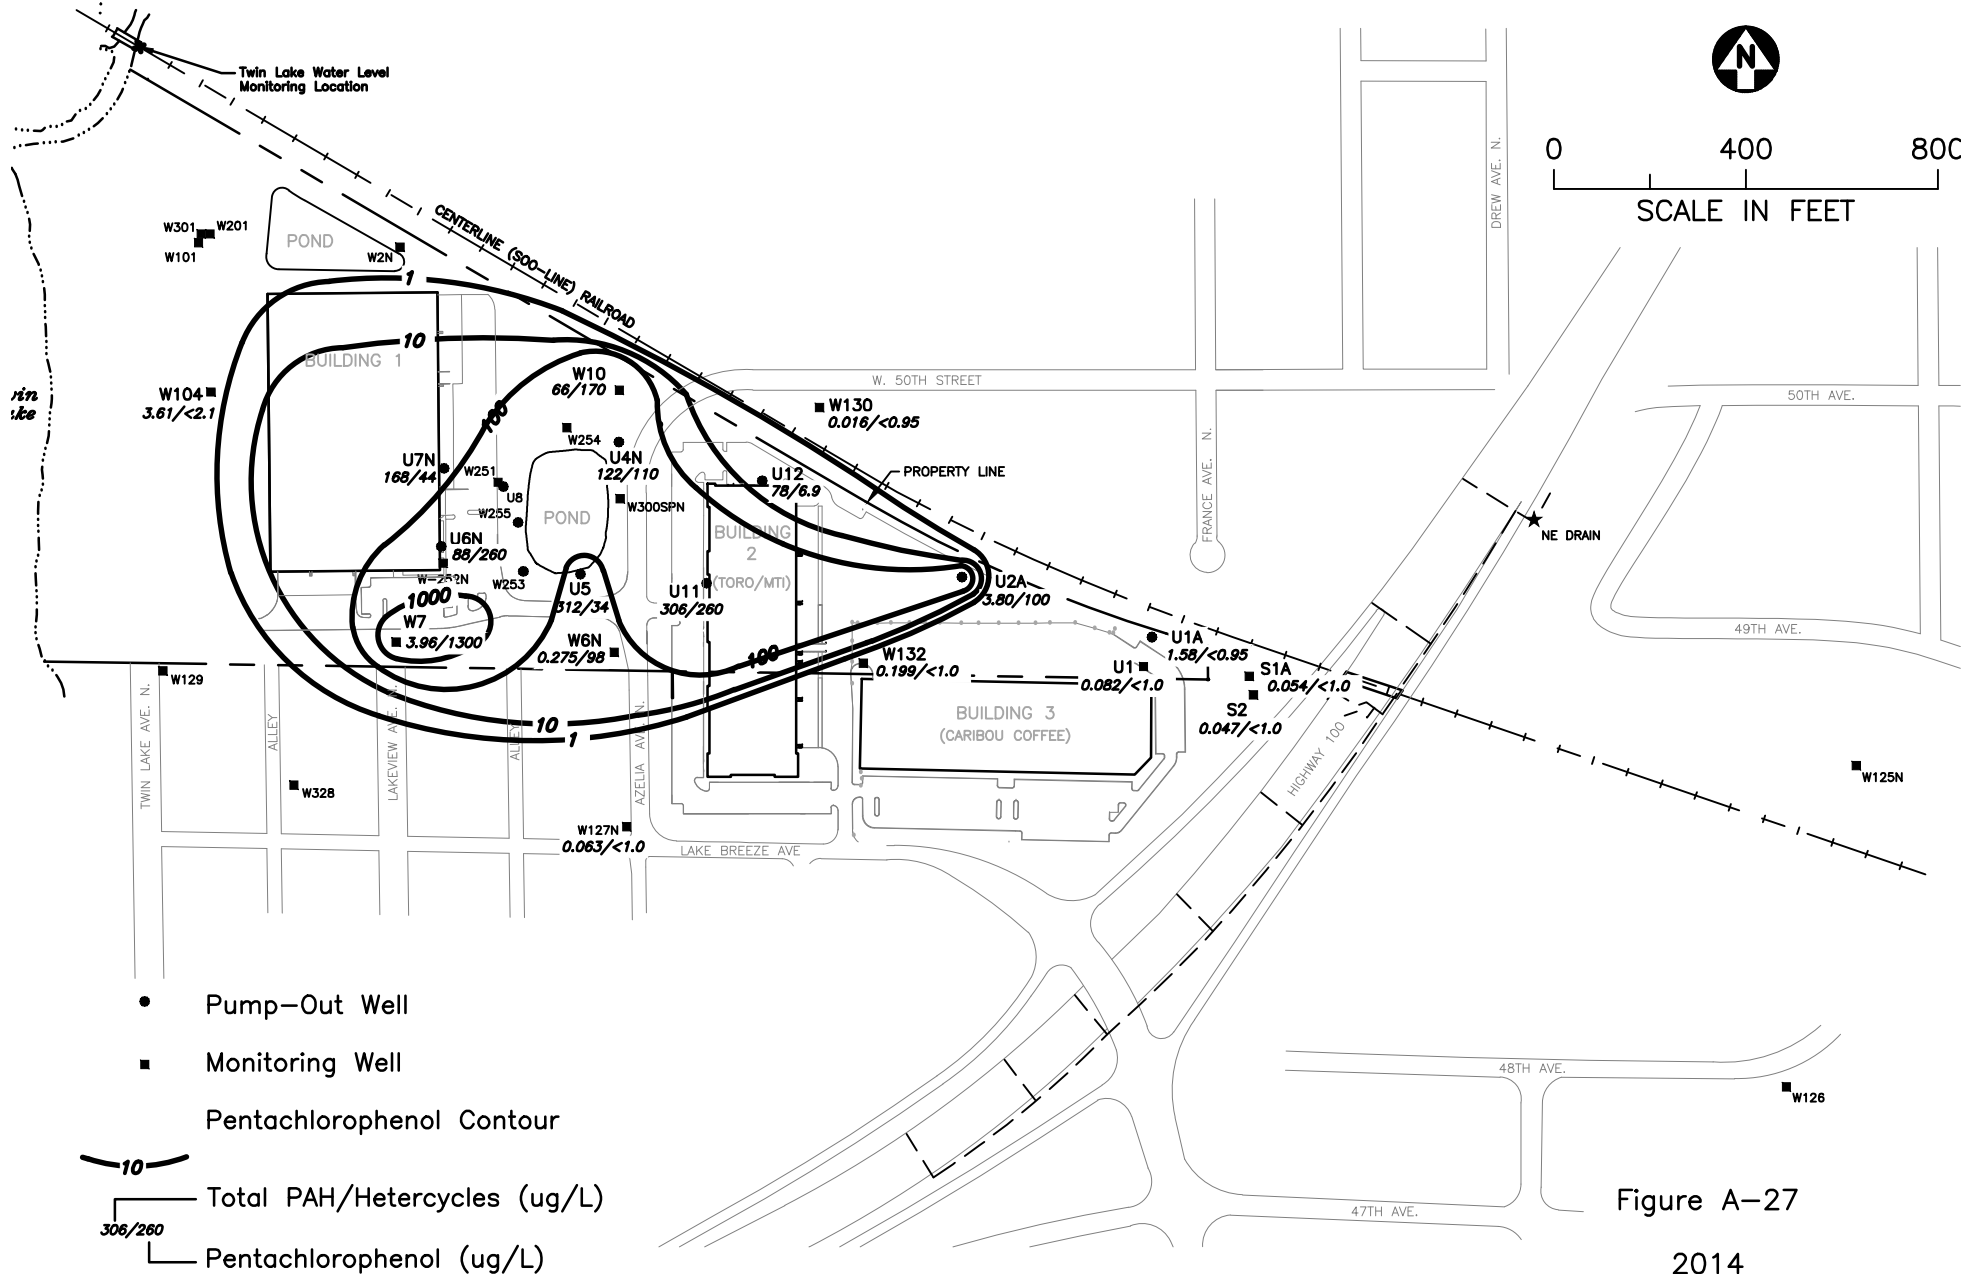 Twin Lake Water Level
Monitoring Location
N
0 400 800
SCALE IN FEET
DREW AVE. N.
CENTERLINE (SOO-LINE) RAILROAD
W301
W201
W101
POND
W2N
1
10
BUILDING 1
W. 50TH STREET
50TH AVE.
W104
3.61/<2.1
W10
66/170
100
W130
0.016/<0.95
W254
U4N
122/110
U7N
168/44
W251
U8
W255
W300SPN
POND
U12
78/6.9
PROPERTY LINE
FRANCE AVE. N.
NE DRAIN
U6N
88/260
W-252N
W253
BUILDING
2
(TORO/MTI)
U5
312/34
U11
306/260
U2A
3.80/100
1000
W7
3.96/1300
W6N
0.275/98
100
W132
0.199/<1.0
U1A
1.58/<0.95
U1
0.082/<1.0
S1A
0.054/<1.0
S2
0.047/<1.0
49TH AVE.
W129
10
1
BUILDING 3
(CARIBOU COFFEE)
HIGHWAY 100
TWIN LAKE AVE. N.
ALLEY
LAKEVIEW AVE. N.
ALLEY
AZELIA AVE. N.
W328
W125N
W127N
0.063/<1.0
LAKE BREEZE AVE
48TH AVE.
W126
47TH AVE.
Pump-Out Well
Monitoring Well
Pentachlorophenol Contour
10
Total PAH/Hetercycles (ug/L)
306/260
Pentachlorophenol (ug/L)
Figure A-27
2014